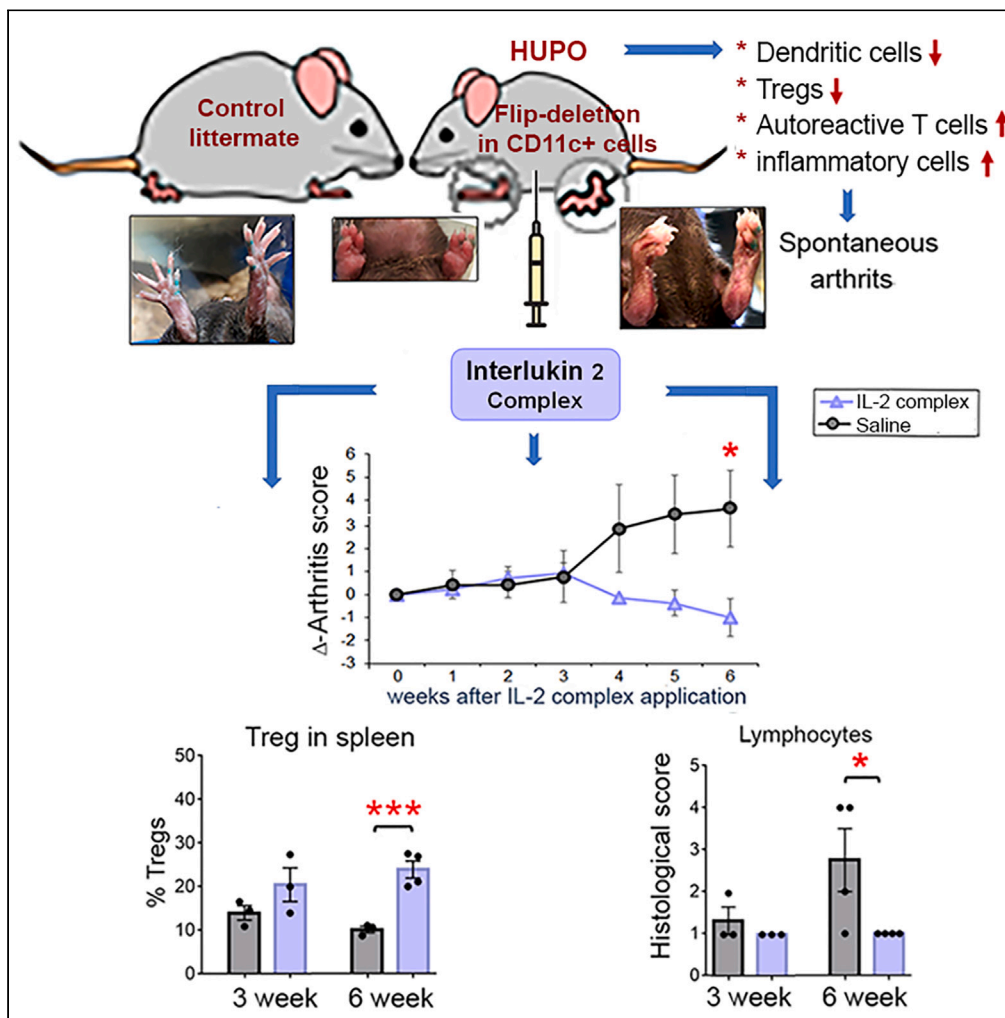 HUPO
Control
littermate
Flip-deletion
in CD11c+ cells
* Dendritic cells ↓
* Tregs ↓
* Autoreactive T cells ↑
* inflammatory cells ↑
Spontaneous
arthrits
Interlukin 2
Complex
IL-2 complex
Saline
*
Δ-Arthritis score
6
5
4
3
2
1
0
-1
-2
-3
0 1 2 3 4 5 6
weeks after IL-2 complex application
Treg in spleen
% Tregs
50
40
30
20
10
0
***
3 week 6 week
Lymphocytes
Histological score
5
4
3
2
1
0
*
3 week 6 week